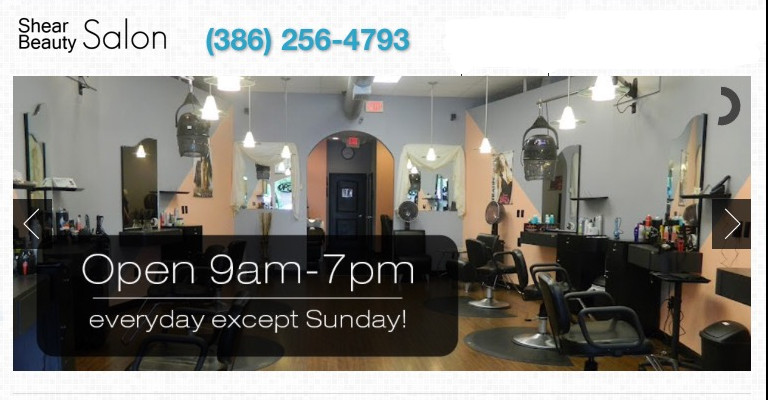 Shear
Beauty Salon
(386) 256-4793
Open 9am-7pm
everyday except Sunday!